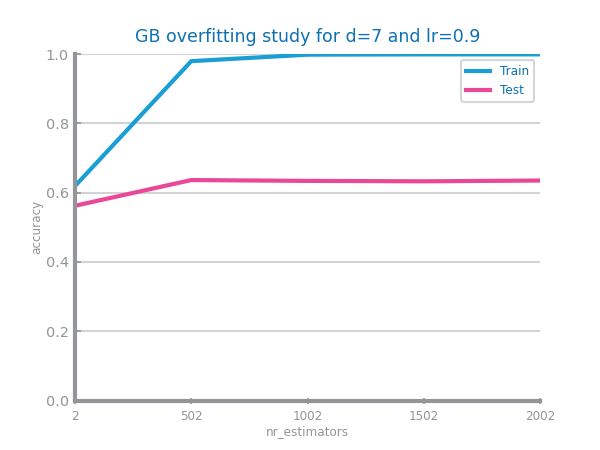 GB overfitting study for d=7 and lr=0.9
1.0
0.8
0.6
0.4
0.2
0.0
accuracy
Train
Test
2 502 1002 1502 2002
nr_estimators